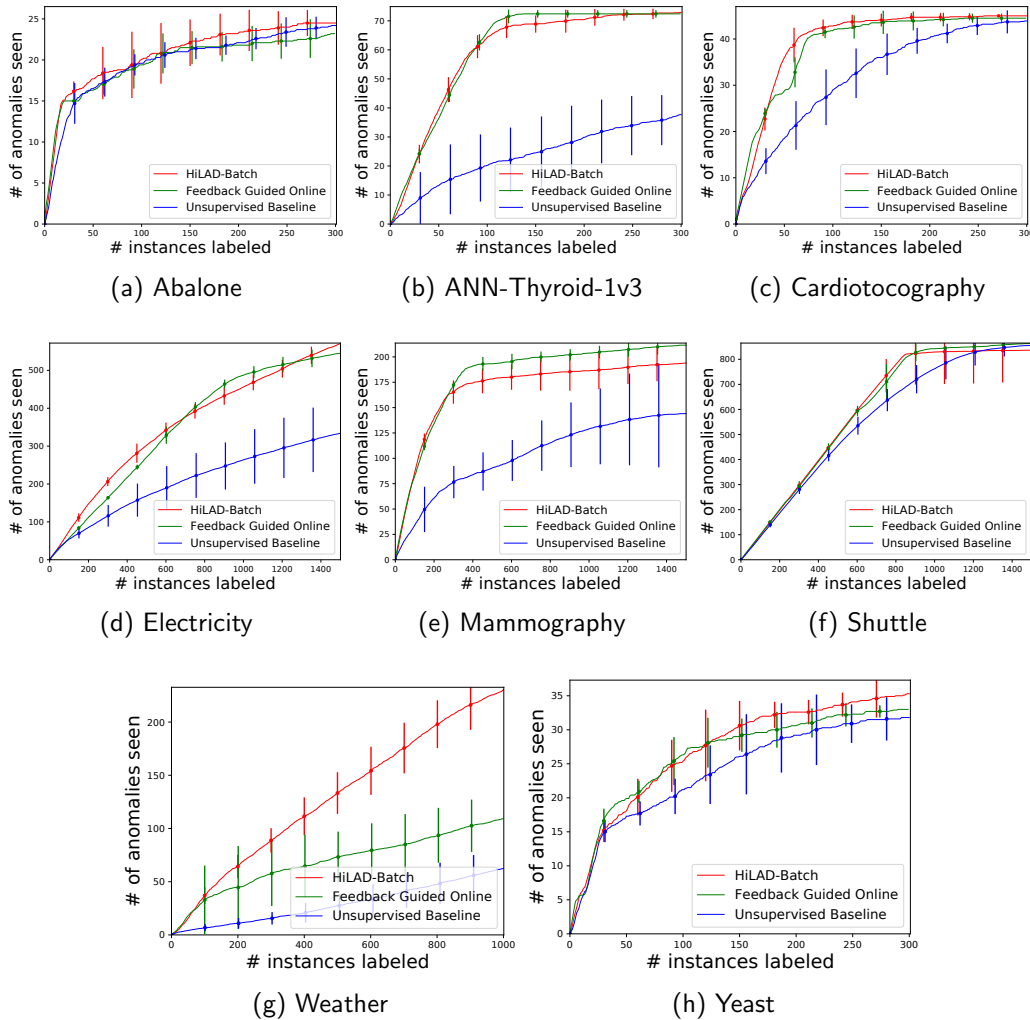 # of anomalies seen
0
5
10
15
20
25
0
50
100
150
200
250
300
# instances labeled
HiLAD-Batch
Feedback Guided Online
Unsupervised Baseline
(a) Abalone
# of anomalies seen
0
10
20
30
40
50
60
70
0
50
100
150
200
250
300
# instances labeled
HiLAD-Batch
Feedback Guided Online
Unsupervised Baseline
(b) ANN-Thyroid-1v3
# of anomalies seen
0
10
20
30
40
0
50
100
150
200
250
300
# instances labeled
HiLAD-Batch
Feedback Guided Online
Unsupervised Baseline
(c) Cardiotocography
# of anomalies seen
0
100
200
300
400
500
0
200
400
600
800
1000
1200
1400
# instances labeled
HiLAD-Batch
Feedback Guided Online
Unsupervised Baseline
(d) Electricity
# of anomalies seen
0
25
50
75
100
125
150
175
200
0
200
400
600
800
1000
1200
1400
# instances labeled
HiLAD-Batch
Feedback Guided Online
Unsupervised Baseline
(e) Mammography
# of anomalies seen
0
100
200
300
400
500
600
700
800
0
200
400
600
800
1000
1200
1400
# instances labeled
HiLAD-Batch
Feedback Guided Online
Unsupervised Baseline
(f) Shuttle
# of anomalies seen
0
50
100
150
200
0
200
400
600
800
1000
# instances labeled
HiLAD-Batch
Feedback Guided Online
Unsupervised Baseline
(g) Weather
# of anomalies seen
0
5
10
15
20
25
30
35
0
50
100
150
200
250
300
# instances labeled
HiLAD-Batch
Feedback Guided Online
Unsupervised Baseline
(h) Yeast